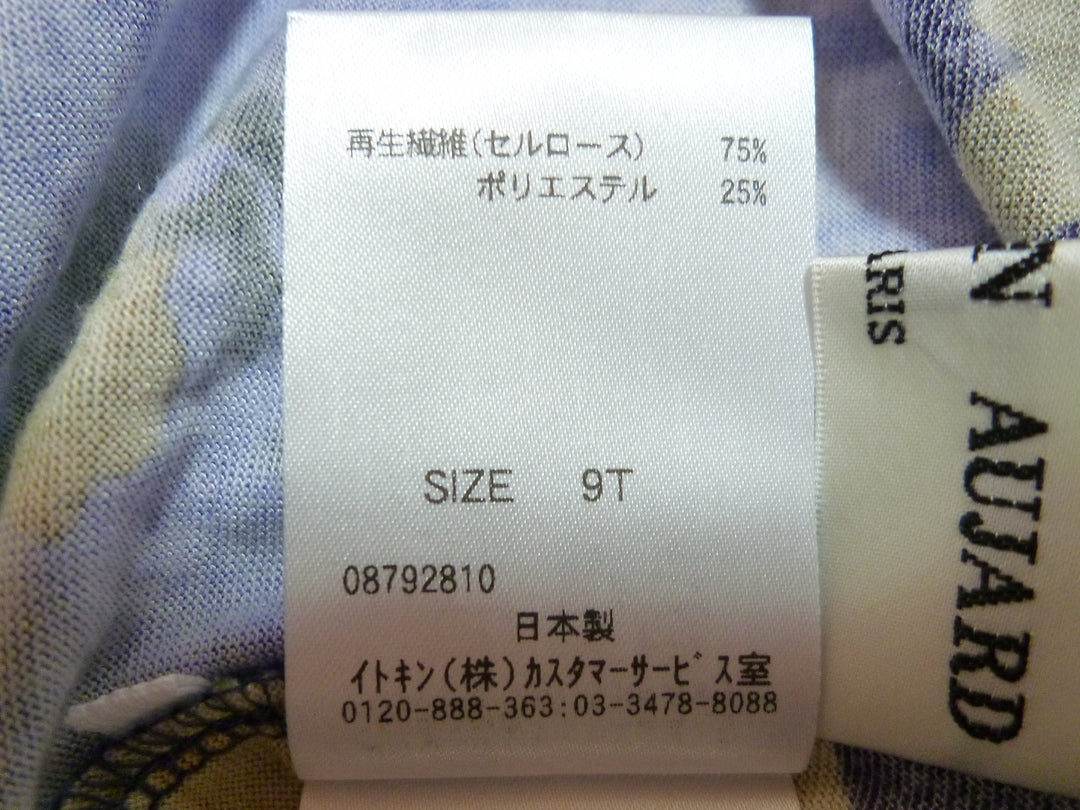 再生繊維(セルロース) 75%
ポリエステル 25%
SIZE 9T
08792810
日本製
イトキン(株)カスタマーサービス室
0120-888-363:03-3478-8088
AUJARD